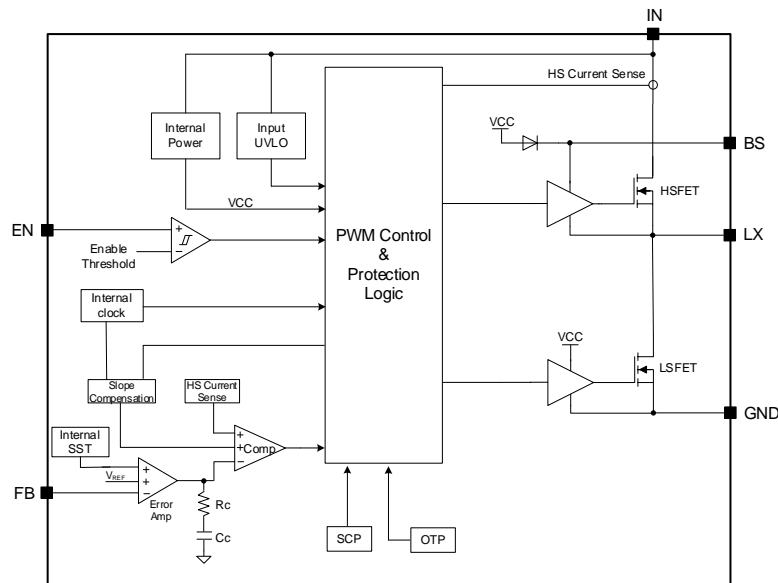 IN
HS Current Sense
Internal
Power
Input
UVLO
VCC
BS
VCC
HSFET
EN
Enable
Threshold
PWM Control
&
Protection
Logic
LX
Internal
clock
VCC
LSFET
Slope
Compensation
HS Current
Sense
GND
Internal
SST
+
+
−
Comp
VREF
+
+
−
FB
Error
Amp
Rc
Cc
SCP
OTP
+
−